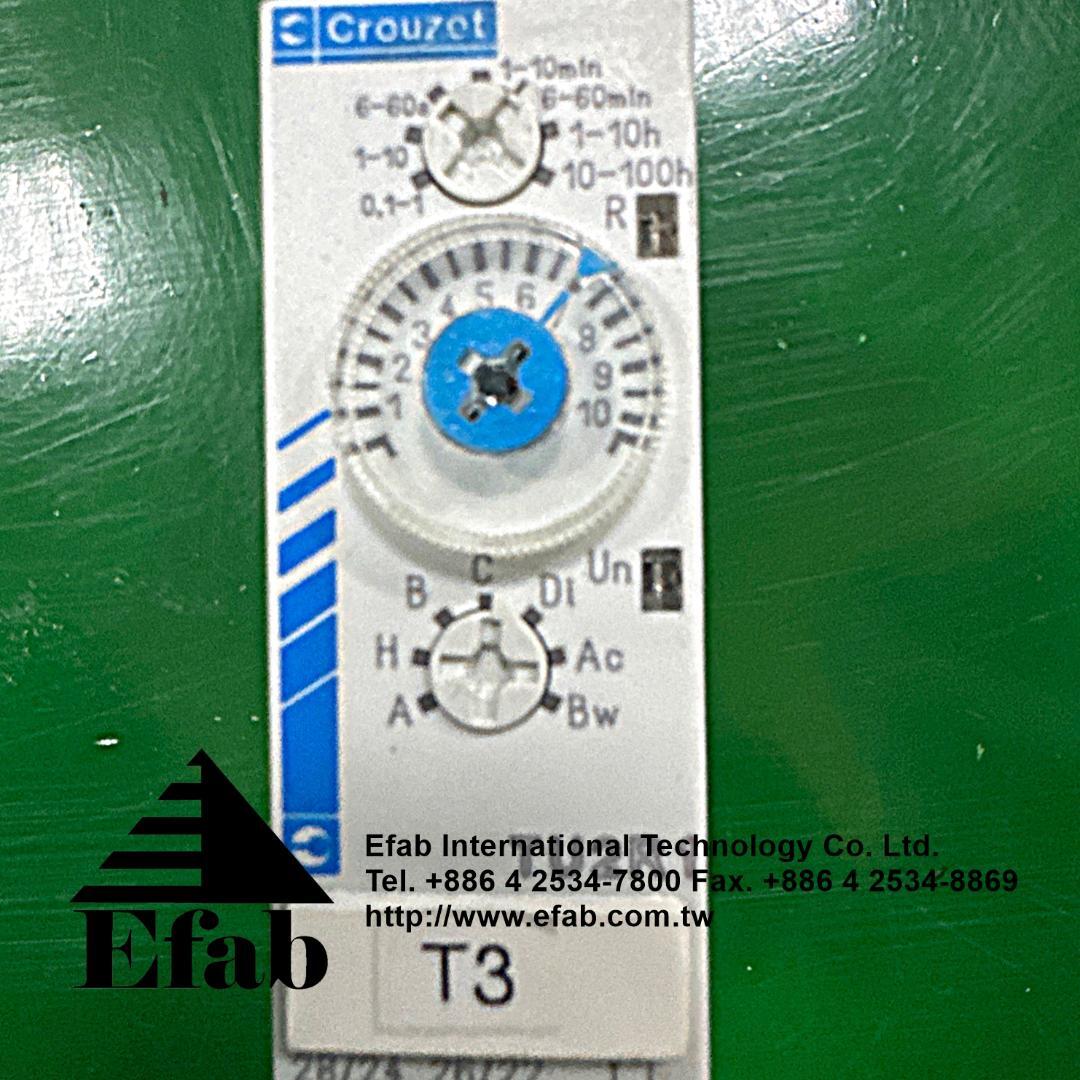 Crouzet
1-10min
6-60s
6-60min
1-10
1-10h
0,1-1
10-100h
R
1 2 3 4 5 6 7 8 9 10
Un
A H B C Di Ac Bw
Efab International Technology Co. Ltd.
Tel. +886 4 2534-7800 Fax. +886 4 2534-8869
http://www.efab.com.tw
Efab
T3